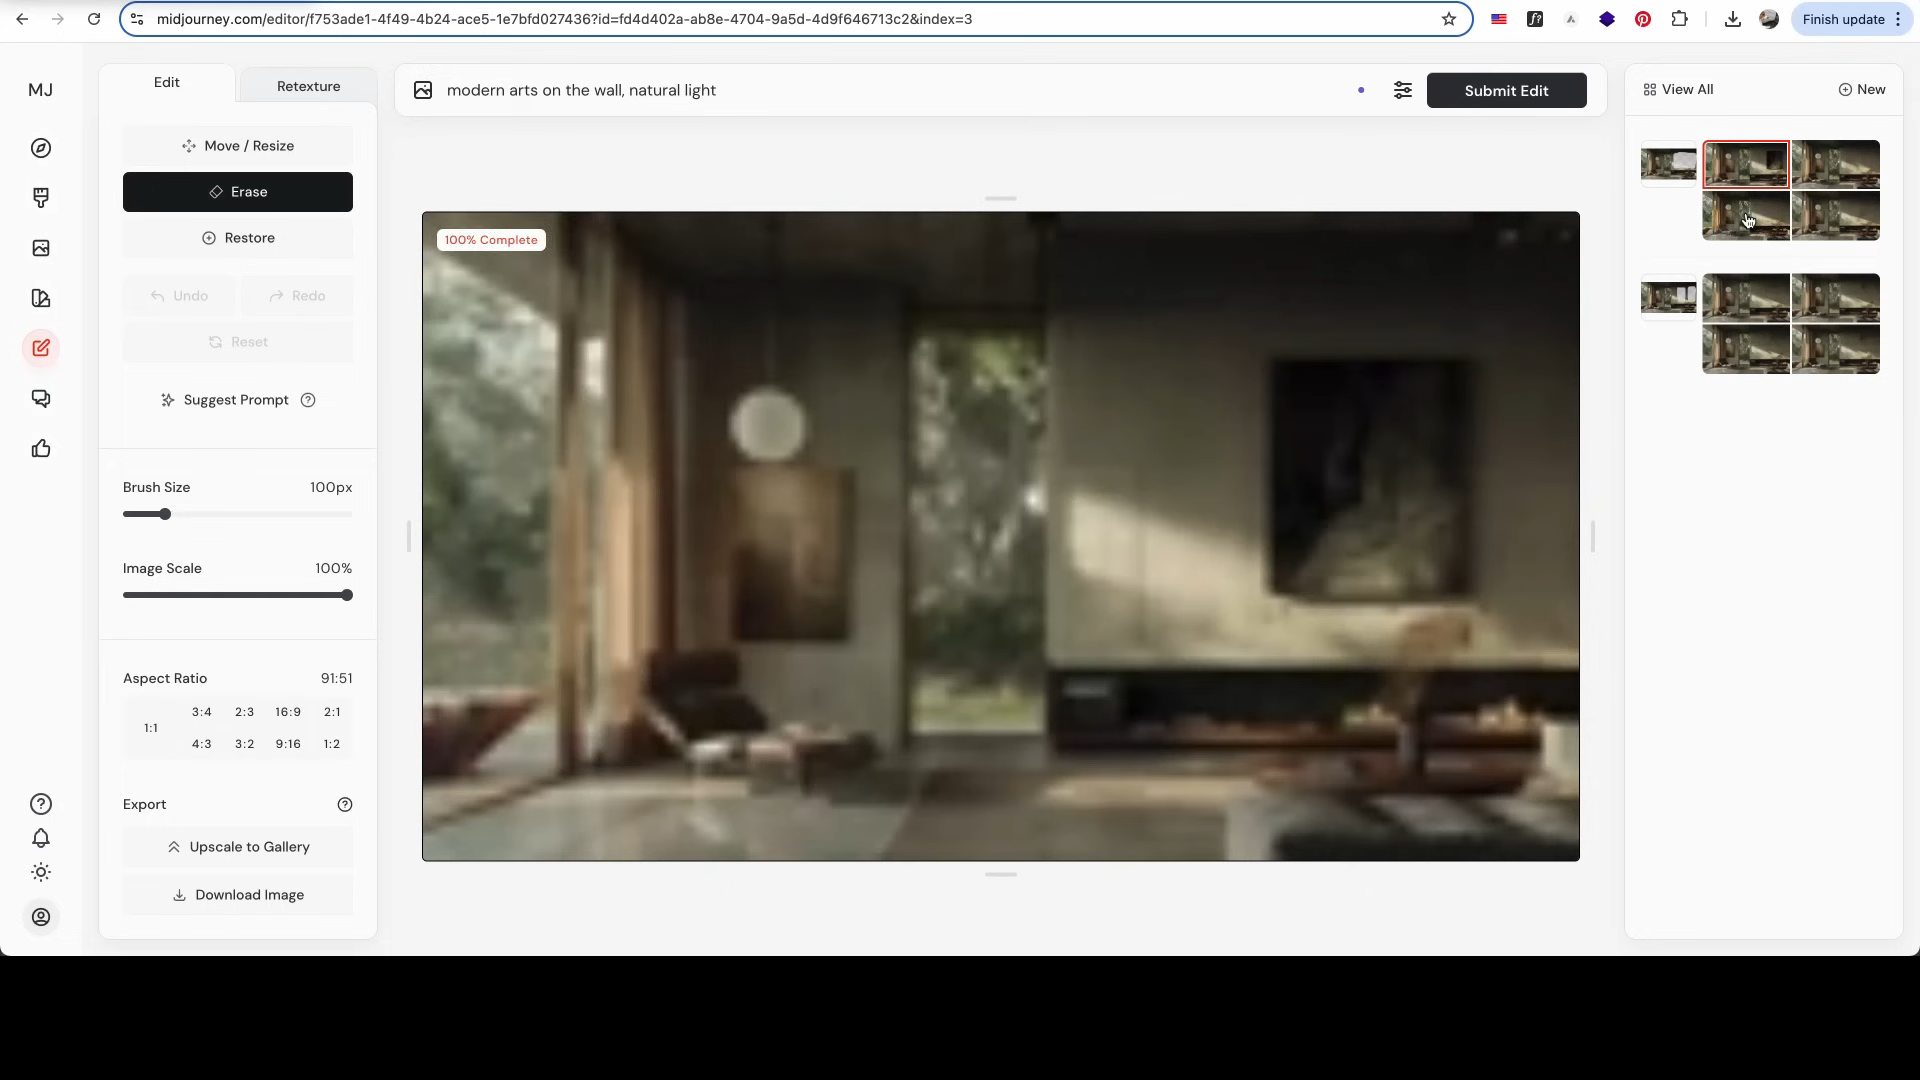 midjourney.com/editor/f753ade1-4f49-4b24-ace5-1e7bfd027436?id=fd4d402a-ab8e-4704-9a5d-4d9f646713c2&index=3
f?
Finish update
MJ
Edit
Retexture
modern arts on the wall, natural light
Submit Edit
View All
New
Move / Resize
Erase
Restore
Undo
Redo
Reset
Suggest Prompt
100% Complete
Brush Size 100px
Image Scale 100%
Aspect Ratio 91:51
1:1
3:4 2:3 16:9 2:1
4:3 3:2 9:16 1:2
Export
Upscale to Gallery
Download Image